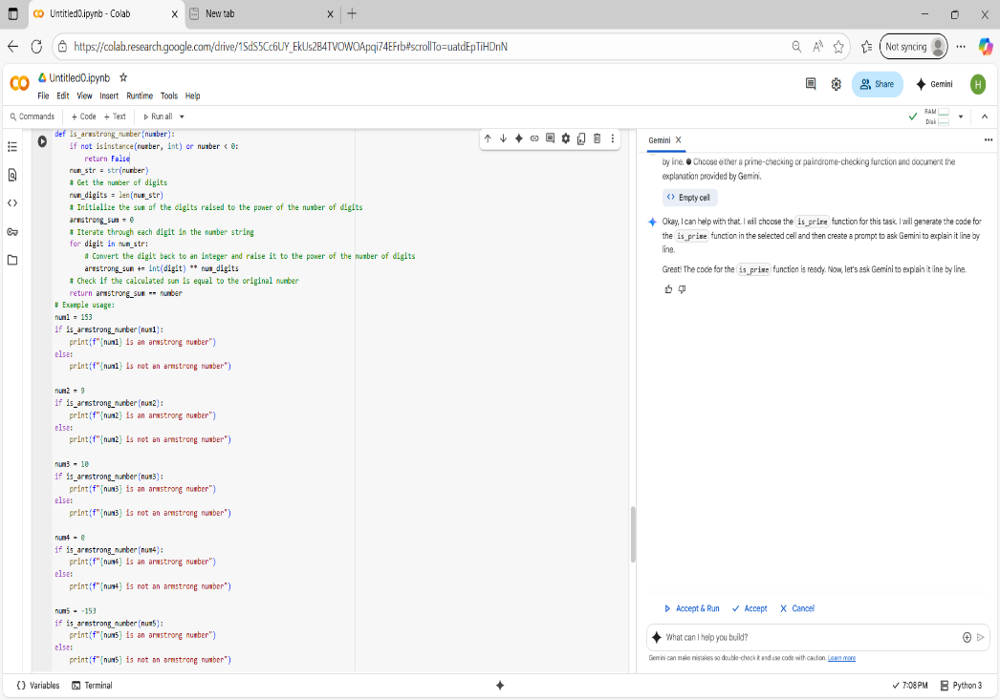 Untitled0.ipynb - Colab
New tab
https://colab.research.google.com/drive/1SdS5Cc6UY_EkUs2B4TVOWOApqi74EFrb#scrollTo=uatdEpTiHDnN
Not syncing
CO Untitled0.ipynb
File Edit View Insert Runtime Tools Help
Share
Gemini
H
Commands + Code + Text Run all
RAM
Disk
def is_armstrong_number(number):
if not isinstance(number, int) or number < 0:
return False
num_str = str(number)
# Get the number of digits
num_digits = len(num_str)
# Initialize the sum of the digits raised to the power of the number of digits
armstrong_sum = 0
# Iterate through each digit in the number string
for digit in num_str:
# Convert the digit back to an integer and raise it to the power of the number of digits
armstrong_sum += int(digit) ** num_digits
# Check if the calculated sum is equal to the original number
return armstrong_sum == number
# Example usage:
num1 = 153
if is_armstrong_number(num1):
print(f"{num1} is an armstrong number")
else:
print(f"{num1} is not an armstrong number")
num2 = 9
if is_armstrong_number(num2):
print(f"{num2} is an armstrong number")
else:
print(f"{num2} is not an armstrong number")
num3 = 10
if is_armstrong_number(num3):
print(f"{num3} is an armstrong number")
else:
print(f"{num3} is not an armstrong number")
num4 = 0
if is_armstrong_number(num4):
print(f"{num4} is an armstrong number")
else:
print(f"{num4} is not an armstrong number")
num5 = -153
if is_armstrong_number(num5):
print(f"{num5} is an armstrong number")
else:
print(f"{num5} is not an armstrong number")
Gemini X
by line. ● Choose either a prime-checking or palindrome-checking function and document the
explanation provided by Gemini.
<> Empty cell
Okay, I can help with that. I will choose the is_prime function for this task. I will generate the code for
the is_prime function in the selected cell and then create a prompt to ask Gemini to explain it line by
line.
Great! The code for the is_prime function is ready. Now, let's ask Gemini to explain it line by line.
Accept & Run Accept Cancel
What can I help you build?
Gemini can make mistakes so double-check it and use code with caution. Learn more
{} Variables Terminal
7:08 PM Python 3